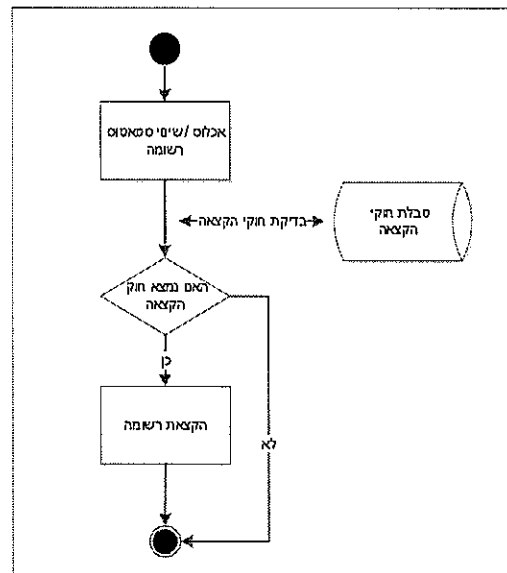 אכלוס /שינוי סטאטוס
רשומה
בדיקת חוקי הקצאה
טבלת חוקי
הקצאה
האם נמצא חוק
הקצאה
כן
הקצאת רשומה
לא